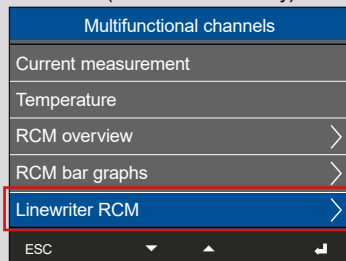 Multifunctional channels
Current measurement
Temperature
RCM overview
RCM bar graphs
Linewriter RCM
ESC